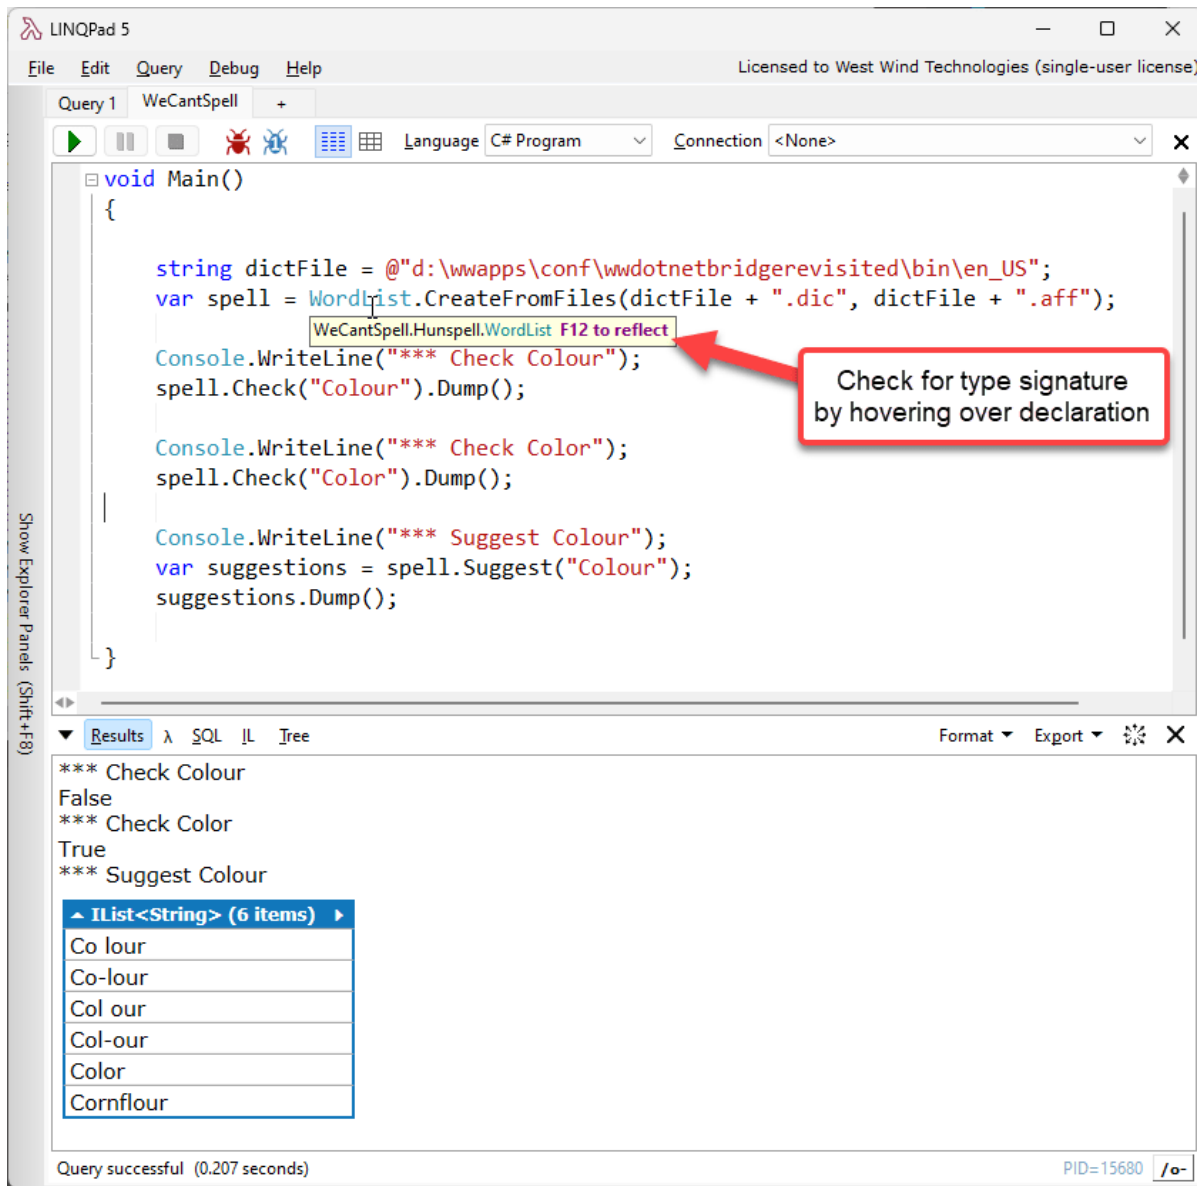 LINQPad 5
File Edit Query Debug Help Licensed to West Wind Technologies (single-user license)
Query 1 WeCantSpell +
Language C# Program Connection <None>
void Main()
{
string dictFile = @"d:\wwapps\conf\wwdotnetbridgerevisited\bin\en_US";
var spell = WordList.CreateFromFiles(dictFile + ".dic", dictFile + ".aff");
WeCantSpell.Hunspell.WordList F12 to reflect
Console.WriteLine("*** Check Colour");
spell.Check("Colour").Dump();
Check for type signature
by hovering over declaration
Console.WriteLine("*** Check Color");
spell.Check("Color").Dump();
Console.WriteLine("*** Suggest Colour");
var suggestions = spell.Suggest("Colour");
suggestions.Dump();
}
Show Explorer Panels (Shift+F8)
Results λ SQL IL Tree Format Export
*** Check Colour
False
*** Check Color
True
*** Suggest Colour
IList<String> (6 items)
Co lour
Co-lour
Col our
Col-our
Color
Cornflour
Query successful (0.207 seconds) PID=15680 /o-